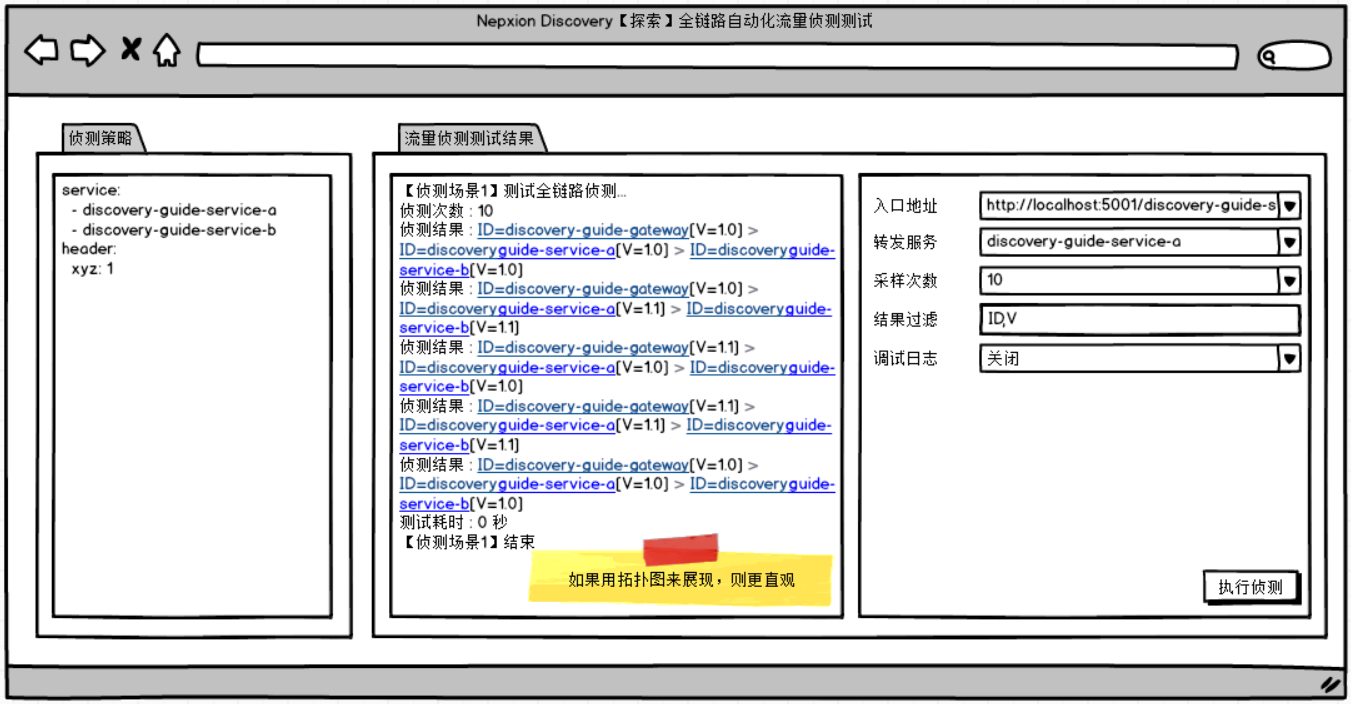 Nepxion Discovery【探索】全链路自动化流量侦测测试
侦测策略
service:
- discovery-guide-service-a
- discovery-guide-service-b
header:
xyz: 1
流量侦测测试结果
【侦测场景1】测试全链路侦测...
侦测次数 : 10
侦测结果 : ID=discovery-guide-gateway[V=1.0] >
ID=discoveryguide-service-a[V=1.0] > ID=discoveryguide-
service-b[V=1.0]
侦测结果 : ID=discovery-guide-gateway[V=1.0] >
ID=discoveryguide-service-a[V=1.1] > ID=discoveryguide-
service-b[V=1.1]
侦测结果 : ID=discovery-guide-gateway[V=1.1] >
ID=discoveryguide-service-a[V=1.0] > ID=discoveryguide-
service-b[V=1.0]
侦测结果 : ID=discovery-guide-gateway[V=1.1] >
ID=discoveryguide-service-a[V=1.1] > ID=discoveryguide-
service-b[V=1.1]
侦测结果 : ID=discovery-guide-gateway[V=1.0] >
ID=discoveryguide-service-a[V=1.0] > ID=discoveryguide-
service-b[V=1.0]
测试耗时 : 0 秒
【侦测场景1】结束
如果用拓扑图来展现，则更直观
入口地址 http://localhost:5001/discovery-guide-s
转发服务 discovery-guide-service-a
采样次数 10
结果过滤 ID,V
调试日志 关闭
执行侦测